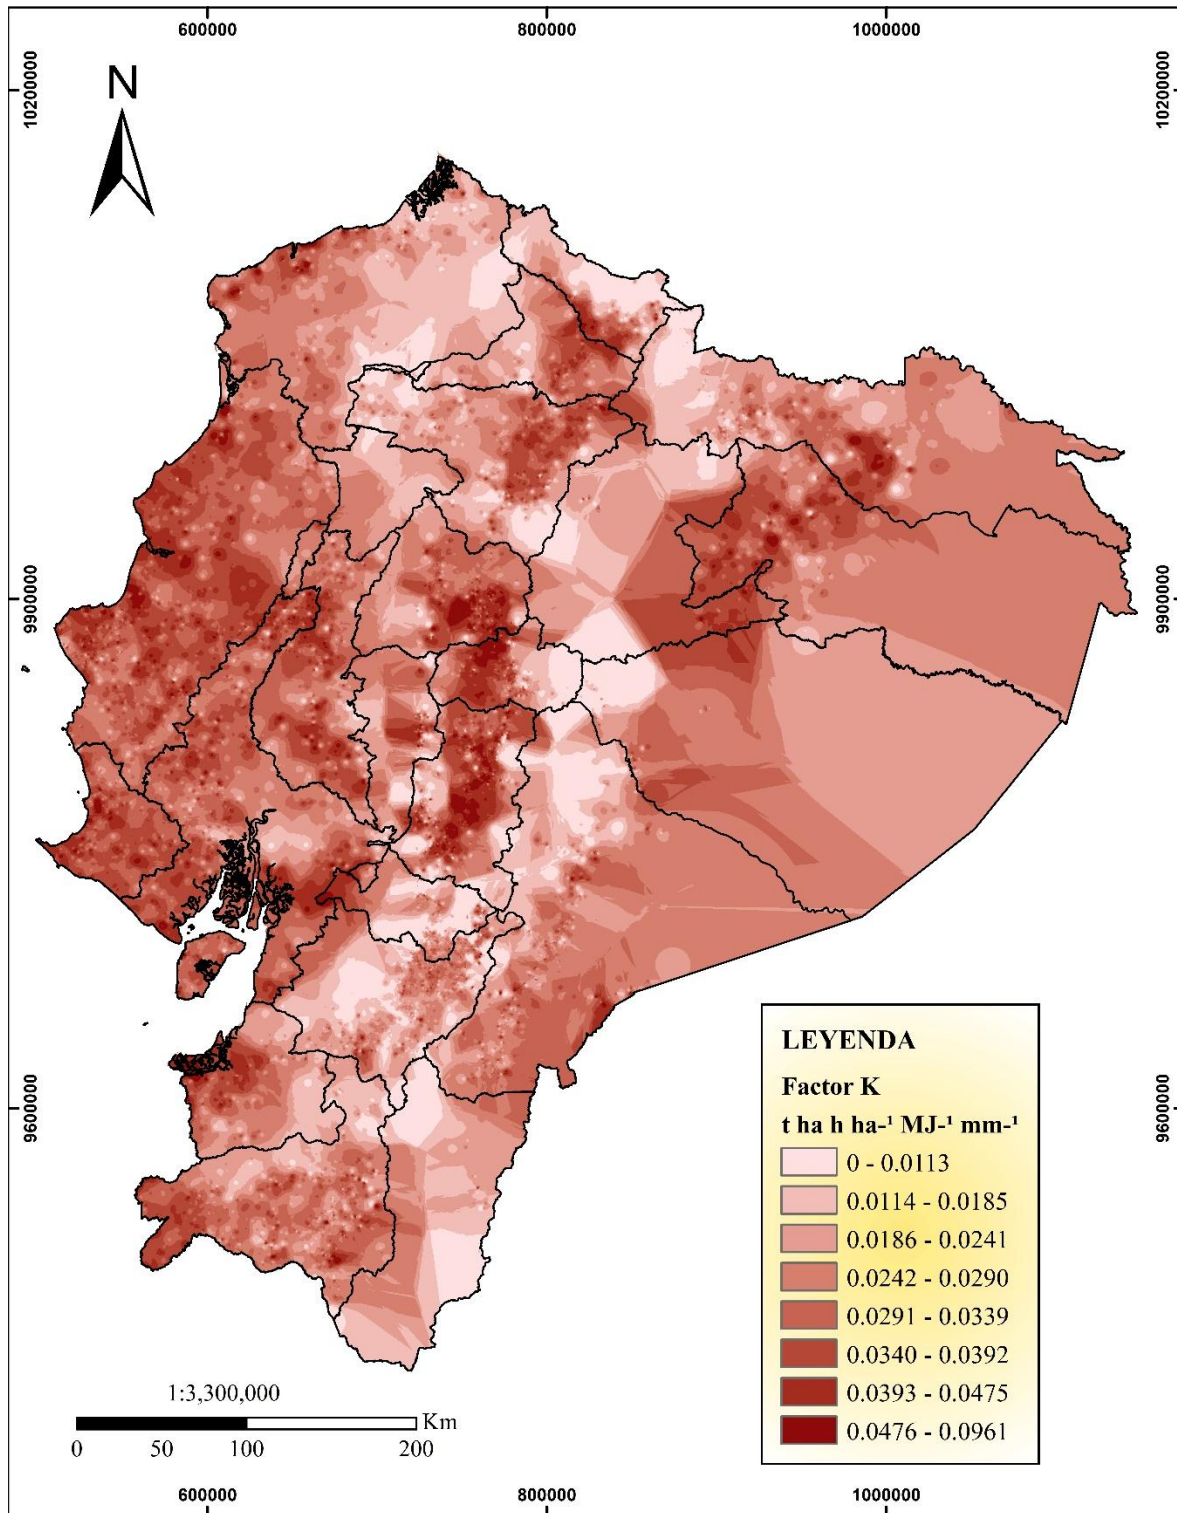 600000 800000 1000000
10200000 10200000
N
9900000 9900000
9600000 9600000
LEYENDA
Factor K
t ha h ha-¹ MJ-¹ mm-¹
0 - 0.0113
0.0114 - 0.0185
0.0186 - 0.0241
0.0242 - 0.0290
0.0291 - 0.0339
0.0340 - 0.0392
0.0393 - 0.0475
0.0476 - 0.0961
1:3,300,000
Km
0 50 100 200
600000 800000 1000000